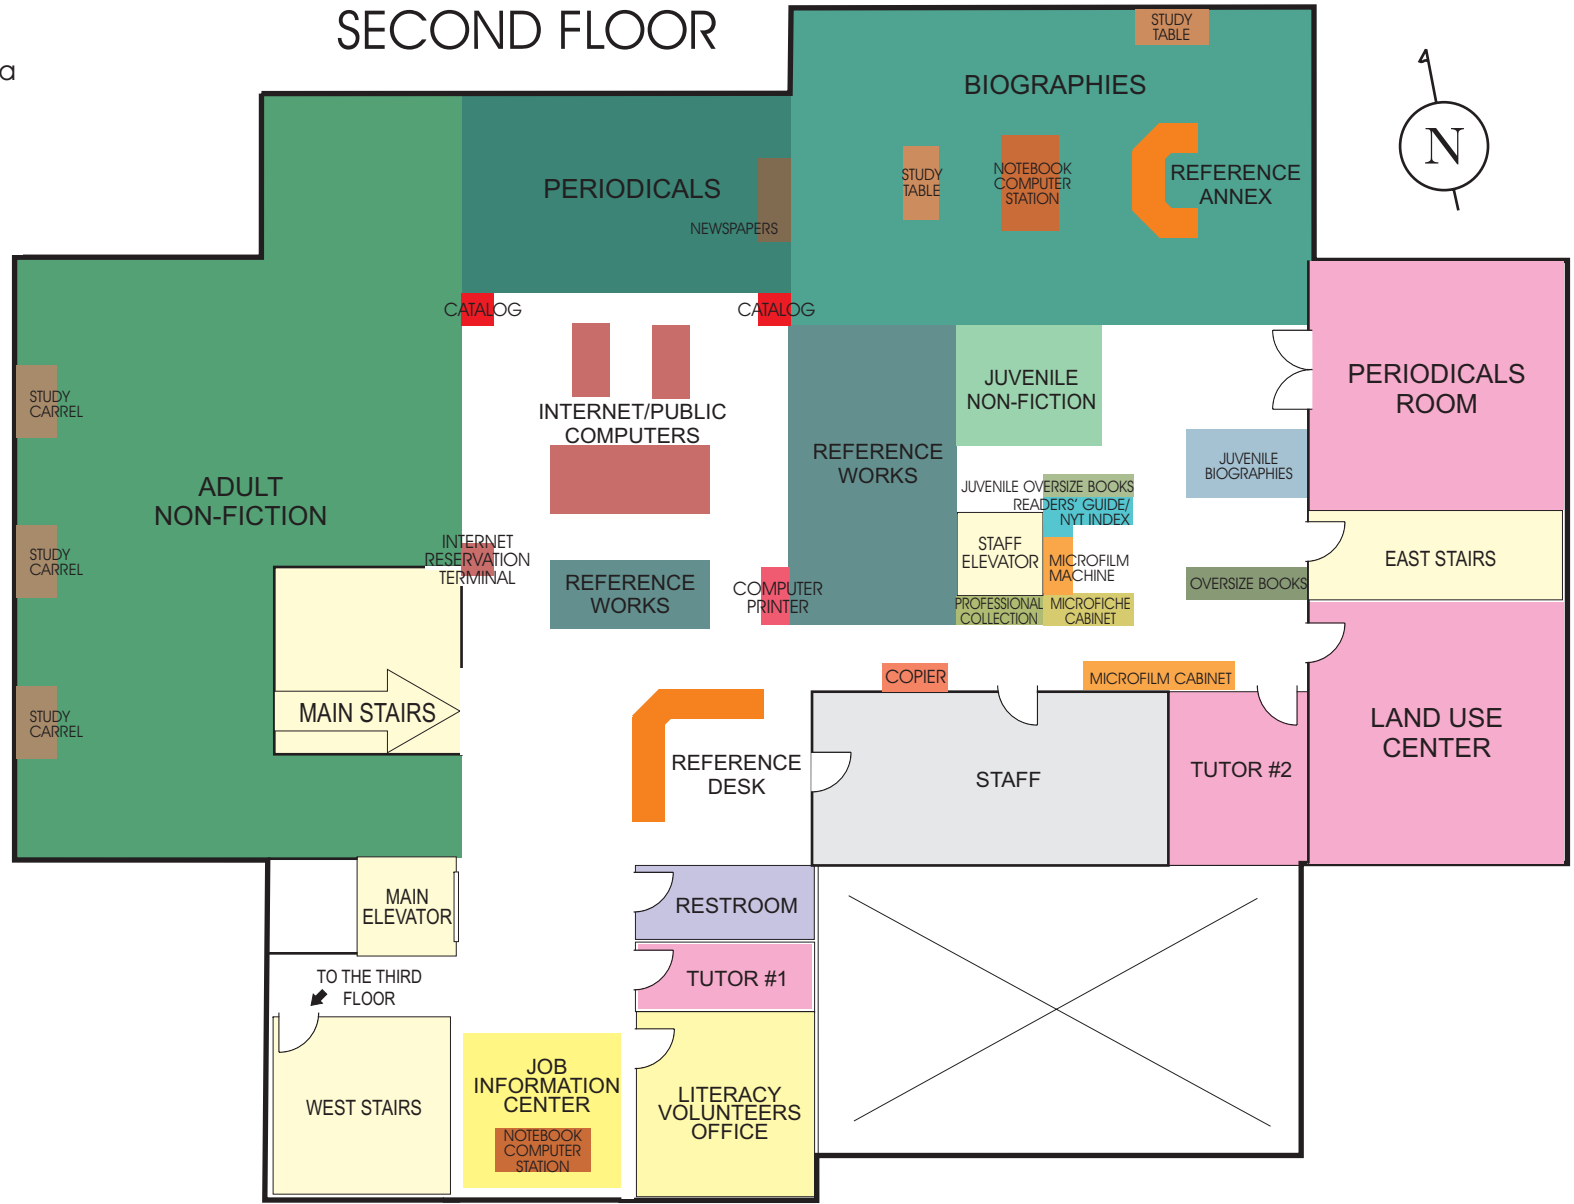 SECOND FLOOR
a
STUDY
TABLE
BIOGRAPHIES
N
PERIODICALS
NEWSPAPERS
STUDY
TABLE
NOTEBOOK
COMPUTER
STATION
REFERENCE
ANNEX
CATALOG
CATALOG
STUDY
CARREL
INTERNET/PUBLIC
COMPUTERS
JUVENILE
NON-FICTION
PERIODICALS
ROOM
REFERENCE
WORKS
JUVENILE
BIOGRAPHIES
ADULT
NON-FICTION
JUVENILE OVERSIZE BOOKS
READERS' GUIDE/
NYT INDEX
STUDY
CARREL
INTERNET
RESERVATION
TERMINAL
STAFF
ELEVATOR
MICROFILM
MACHINE
EAST STAIRS
REFERENCE
WORKS
COMPUTER
PRINTER
OVERSIZE BOOKS
PROFESSIONAL
COLLECTION
MICROFICHE
CABINET
COPIER
MICROFILM CABINET
STUDY
CARREL
MAIN STAIRS
LAND USE
CENTER
REFERENCE
DESK
STAFF
TUTOR #2
MAIN
ELEVATOR
RESTROOM
TO THE THIRD
FLOOR
TUTOR #1
WEST STAIRS
JOB
INFORMATION
CENTER
NOTEBOOK
COMPUTER
STATION
LITERACY
VOLUNTEERS
OFFICE